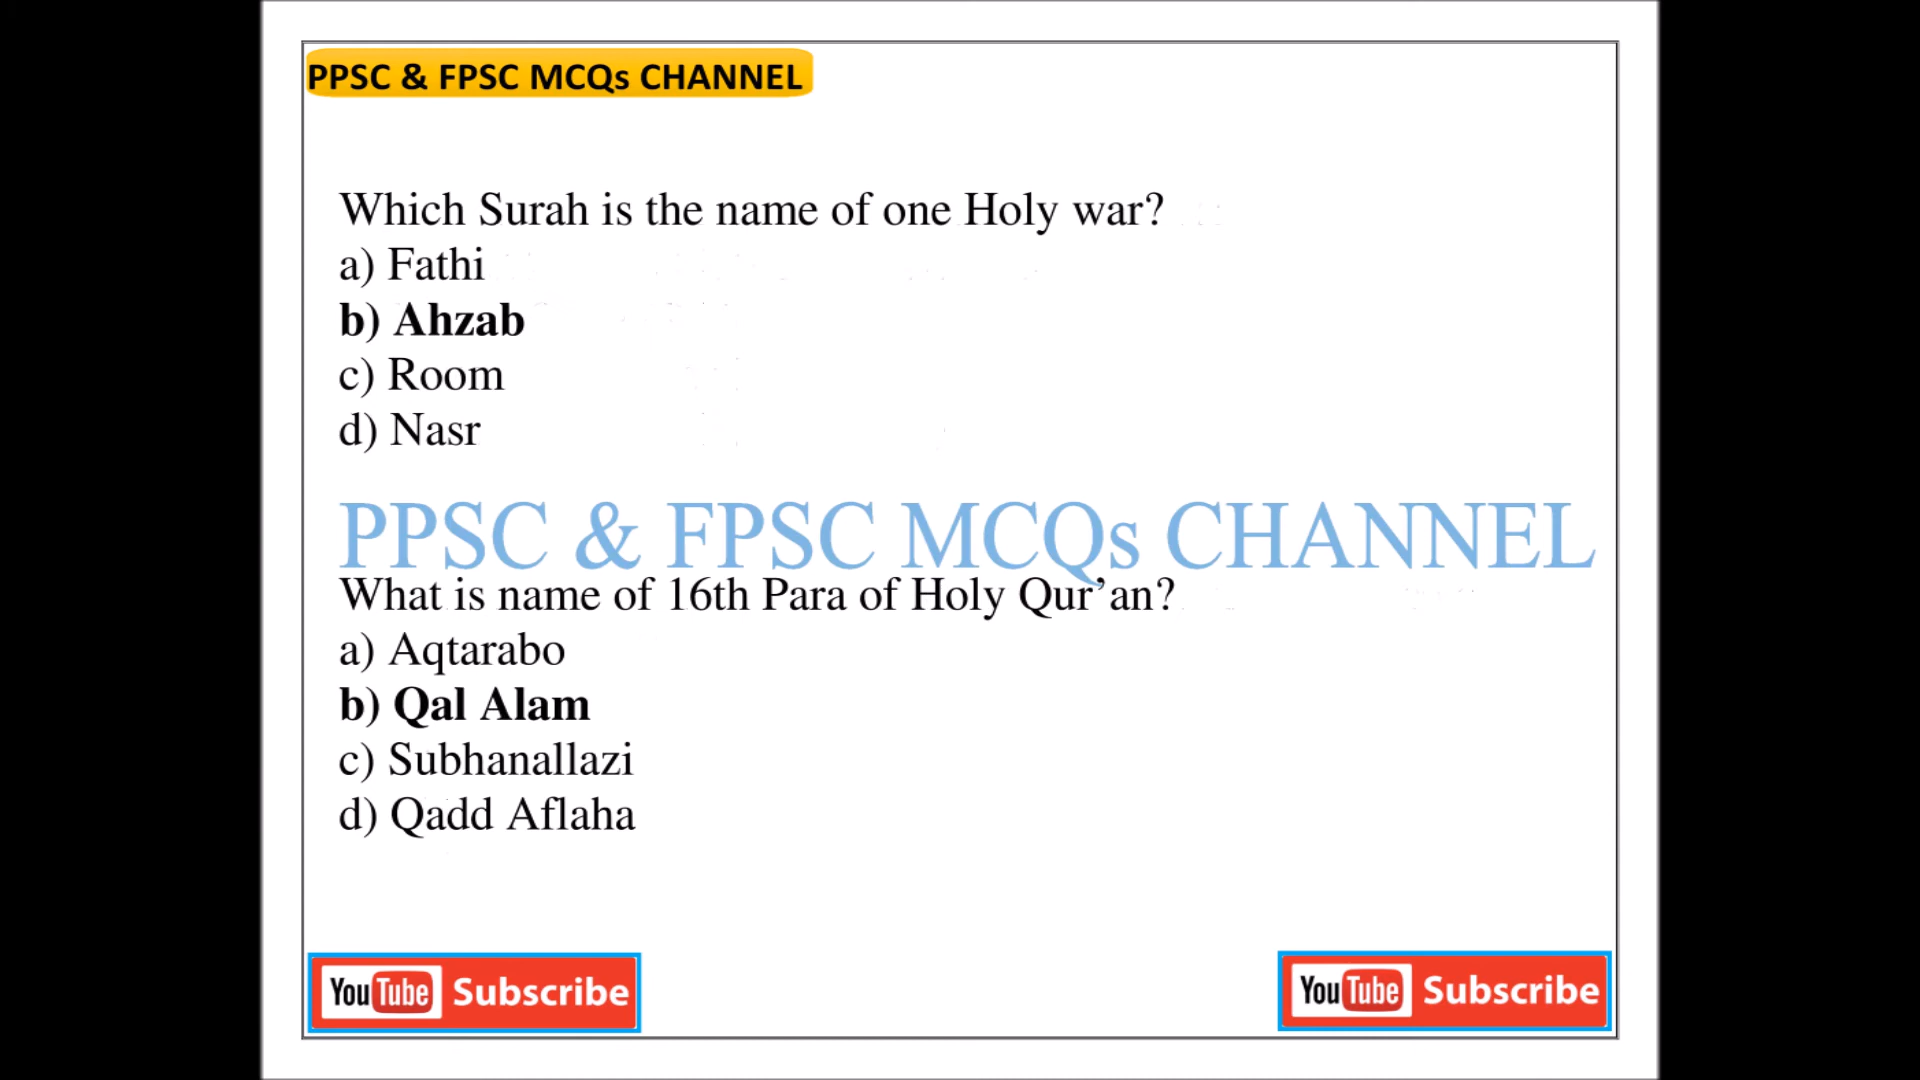 PPSC & FPSC MCQs CHANNEL
Which Surah is the name of one Holy war?
a) Fathi
b) Ahzab
c) Room
d) Nasr
PPSC & FPSC MCQs CHANNEL
What is name of 16th Para of Holy Qur’an?
a) Aqtarabo
b) Qal Alam
c) Subhanallazi
d) Qadd Aflaha
YouTube Subscribe
YouTube Subscribe